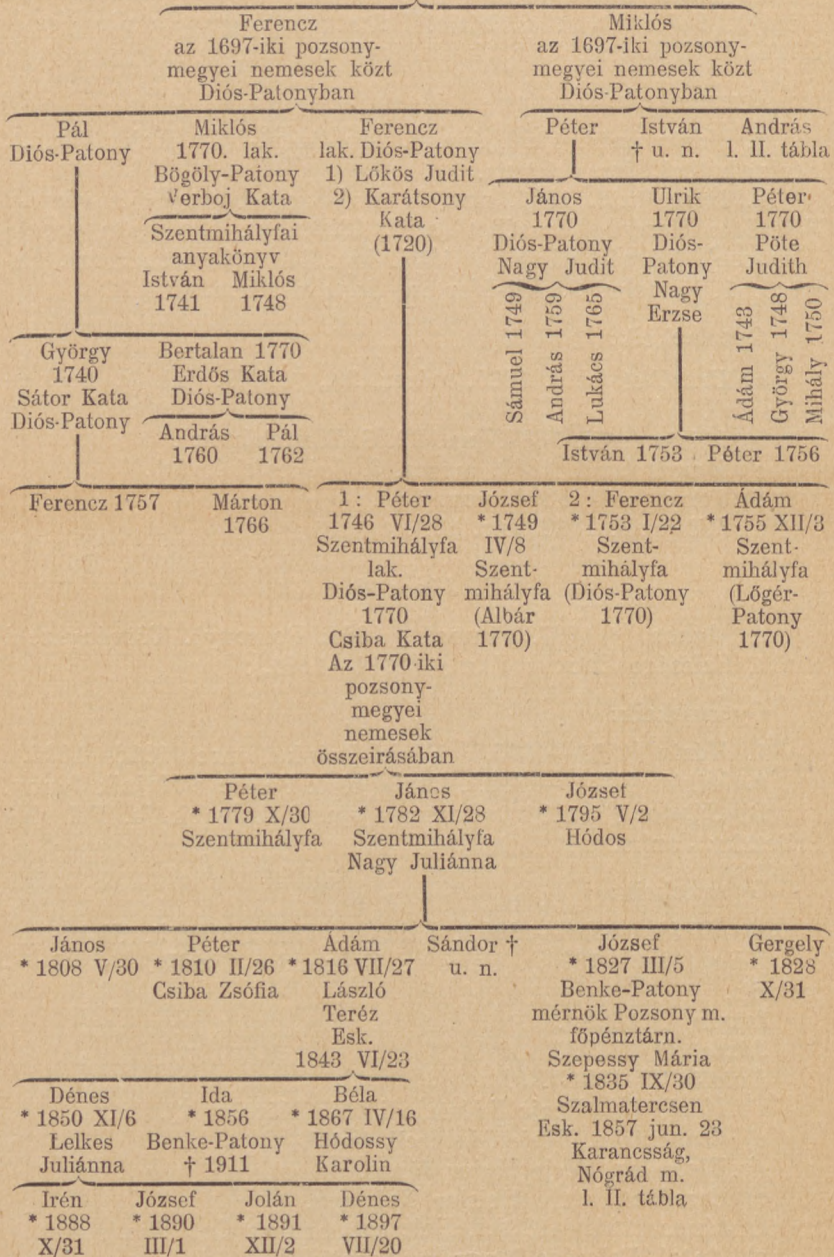 Ferencz
az 1697-iki pozsony-
megyei nemesek közt
Diós-Patonyban
Miklós
az 1697-iki pozsony-
megyei nemesek közt
Diós-Patonyban
Pál
Diós-Patony
Miklós
1770. lak.
Bögöly-Patony
Verboj Kata
Ferencz
lak. Diós-Patony
1) Lőkös Judit
2) Karátsony
Kata
(1720)
Péter
István
† u. n.
András
l. II. tábla
Szentmihályfai
anyakönyv
István Miklós
1741 1748
János
1770
Diós-Patony
Nagy Judit
Ulrik
1770
Diós-
Patony
Nagy
Erzse
Péter
1770
Pöte
Judith
Sámuel 1749
András 1759
Lukács 1765
Ádám 1743
György 1748
Mihály 1750
György
1740
Sátor Kata
Diós-Patony
Bertalan 1770
Erdős Kata
Diós-Patony
András Pál
1760 1762
István 1753 Péter 1756
Ferencz 1757
Márton
1766
1 : Péter
1746 VI/28
Szentmihályfa
lak.
Diós-Patony
1770
Csiba Kata
Az 1770-iki
pozsony-
megyei
nemesek
összeirásában
József
* 1749
IV/8
Szent-
mihályfa
(Albár
1770)
2 : Ferencz
* 1753 I/22
Szent-
mihályfa
(Diós-Patony
1770)
Ádám
* 1755 XII/3
Szent-
mihályfa
(Lőgér-
Patony
1770)
Péter
* 1779 X/30
Szentmihályfa
János
* 1782 XI/28
Szentmihályfa
Nagy Juliánna
József
* 1795 V/2
Hódos
János
* 1808 V/30
Péter
* 1810 II/26
Csiba Zsófia
Ádám
* 1816 VII/27
László
Teréz
Esk.
1843 VI/23
Sándor †
u. n.
József
* 1827 III/5
Benke-Patony
mérnök Pozsony m.
főpénztárn.
Szepessy Mária
* 1835 IX/30
Szalmatercsen
Esk. 1857 jun. 23
Karancsság,
Nógrád m.
l. II. tábla
Gergely
* 1828
X/31
Dénes
* 1850 XI/6
Lelkes
Juliánna
Ida
* 1856
Benke-Patony
† 1911
Béla
* 1867 IV/16
Hódossy
Karolin
Irén
* 1888
X/31
József
* 1890
III/1
Jolán
* 1891
XII/2
Dénes
* 1897
VII/20